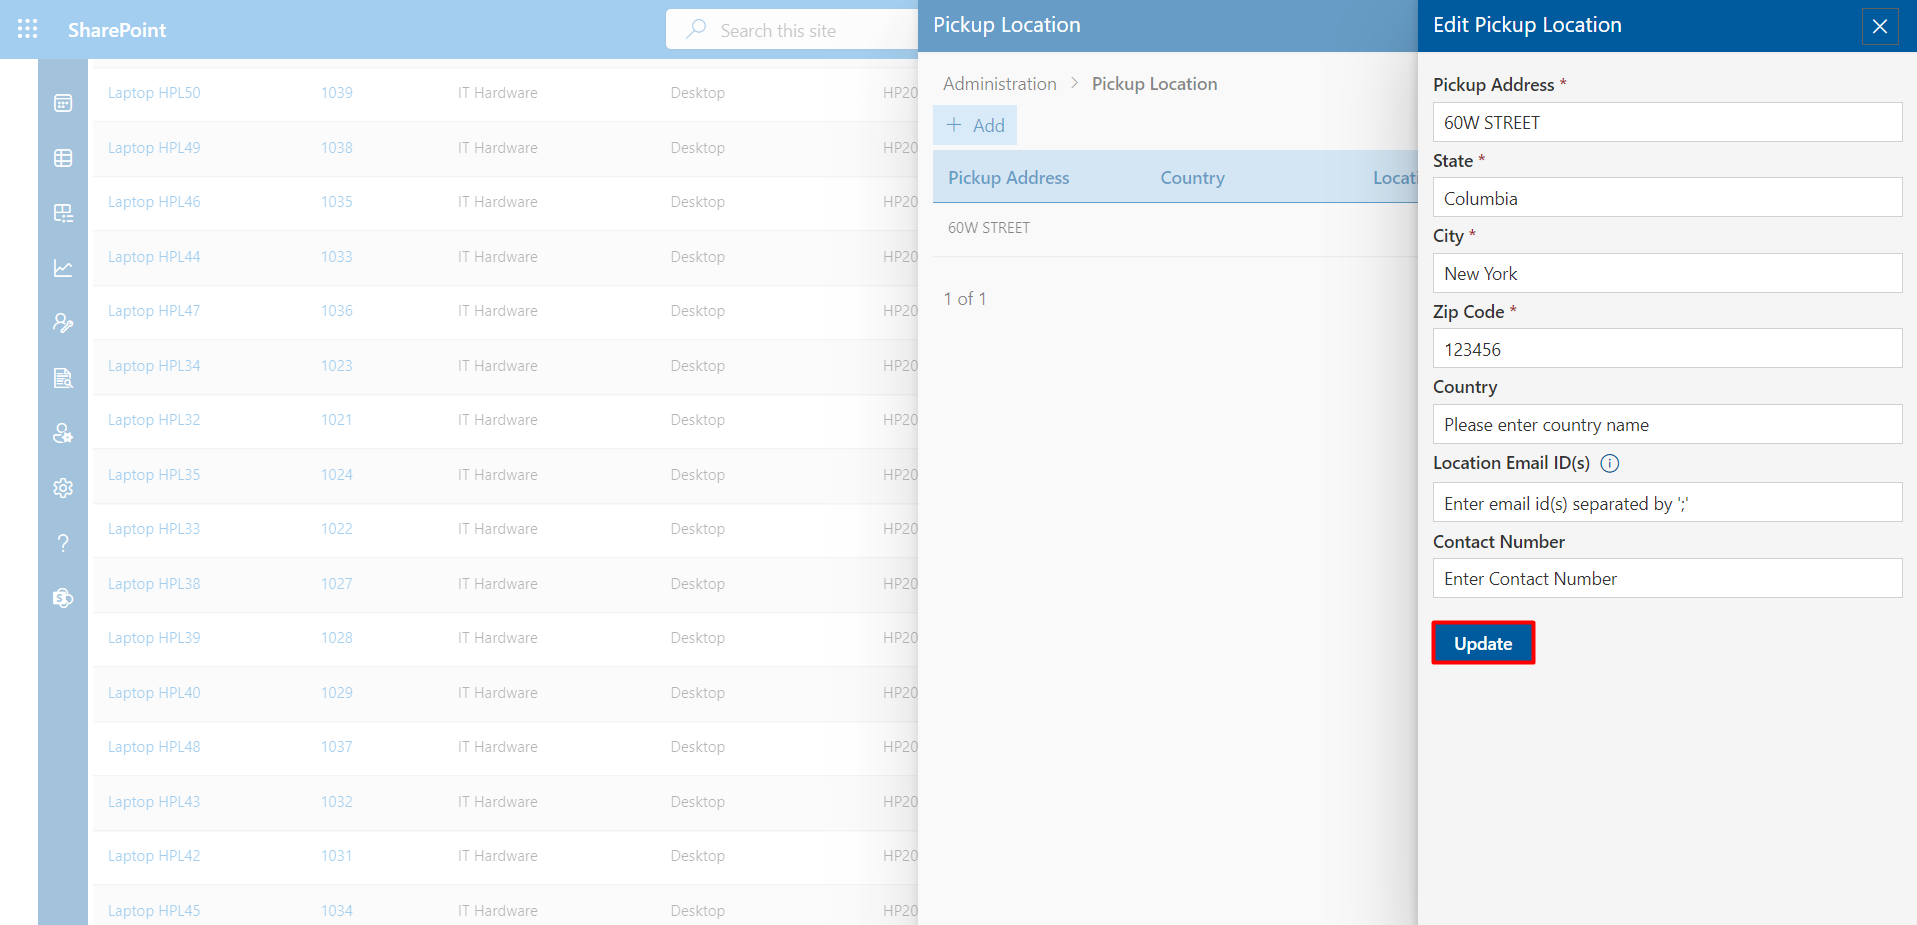 SharePoint
Search this site
Laptop HPL50 1039 IT Hardware Desktop HP20
Laptop HPL49 1038 IT Hardware Desktop HP20
Laptop HPL46 1035 IT Hardware Desktop HP20
Laptop HPL44 1033 IT Hardware Desktop HP20
Laptop HPL47 1036 IT Hardware Desktop HP20
Laptop HPL34 1023 IT Hardware Desktop HP20
Laptop HPL32 1021 IT Hardware Desktop HP20
Laptop HPL35 1024 IT Hardware Desktop HP20
Laptop HPL33 1022 IT Hardware Desktop HP20
Laptop HPL38 1027 IT Hardware Desktop HP20
Laptop HPL39 1028 IT Hardware Desktop HP20
Laptop HPL40 1029 IT Hardware Desktop HP20
Laptop HPL48 1037 IT Hardware Desktop HP20
Laptop HPL43 1032 IT Hardware Desktop HP20
Laptop HPL42 1031 IT Hardware Desktop HP20
Laptop HPL45 1034 IT Hardware Desktop HP20
Pickup Location
Administration > Pickup Location
+ Add
Pickup Address Country Locati
60W STREET
1 of 1
Edit Pickup Location
Pickup Address *
60W STREET
State *
Columbia
City *
New York
Zip Code *
123456
Country
Please enter country name
Location Email ID(s)
Enter email id(s) separated by ';'
Contact Number
Enter Contact Number
Update